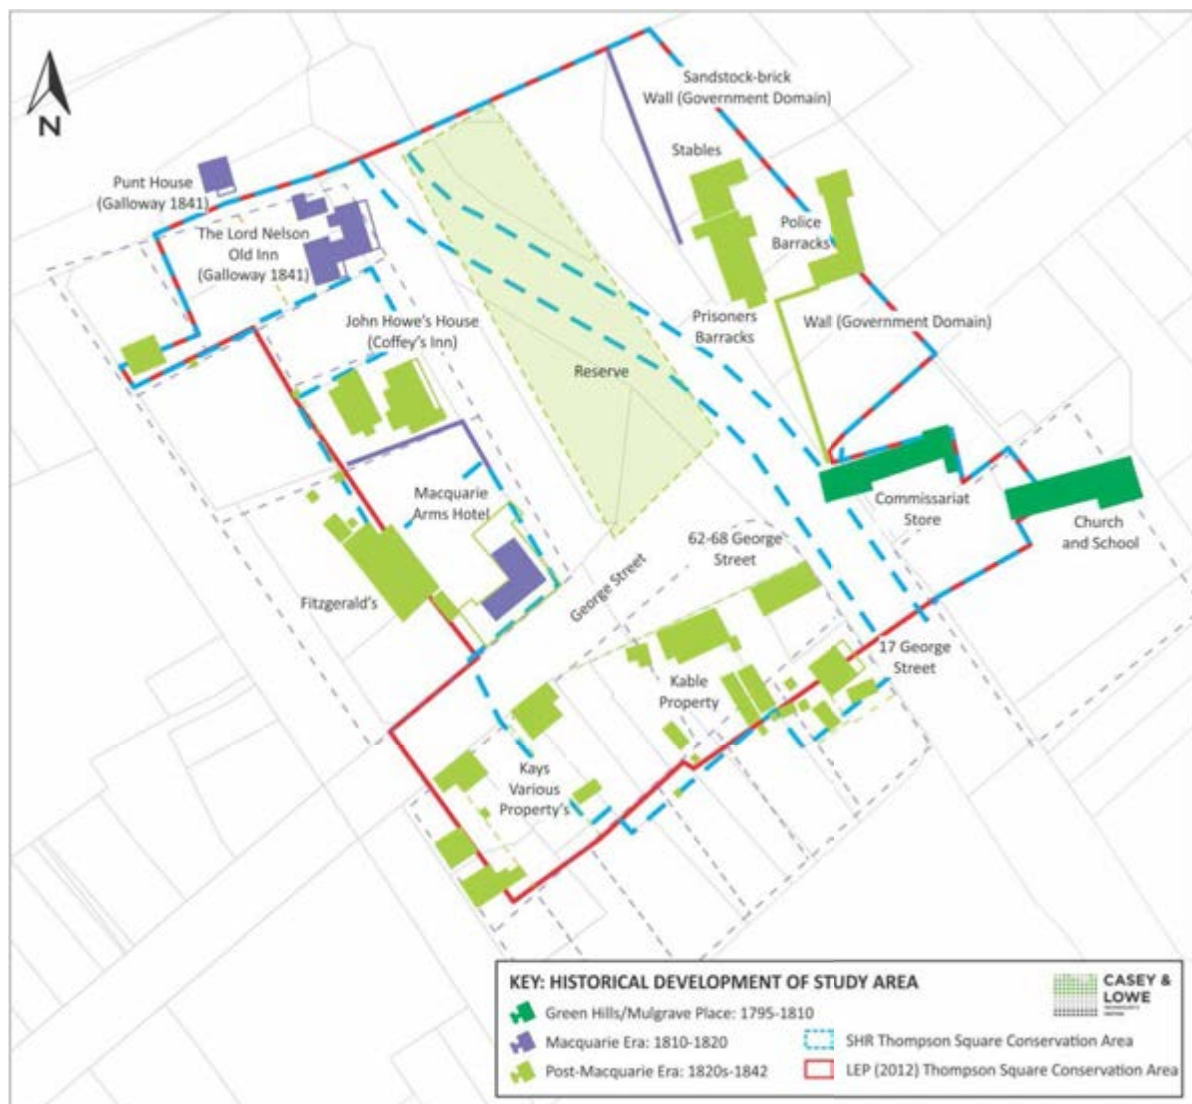 N
Sandstock-brick
Wall (Government Domain)
Stables
Punt House
(Galloway 1841)
Police
Barracks
The Lord Nelson
Old Inn
(Galloway 1841)
Prisoners
Barracks
Wall (Government Domain)
John Howe's House
(Coffey's Inn)
Reserve
Macquarie
Arms Hotel
Commissariat
Store
Church
and School
62-68 George
Street
George Street
Fitzgerald's
17 George
Street
Kable
Property
Kays
Various
Property's
KEY: HISTORICAL DEVELOPMENT OF STUDY AREA
CASEY &
LOWE
Green Hills/Mulgrave Place: 1795-1810
Macquarie Era: 1810-1820
SHR Thompson Square Conservation Area
Post-Macquarie Era: 1820s-1842
LEP (2012) Thompson Square Conservation Area